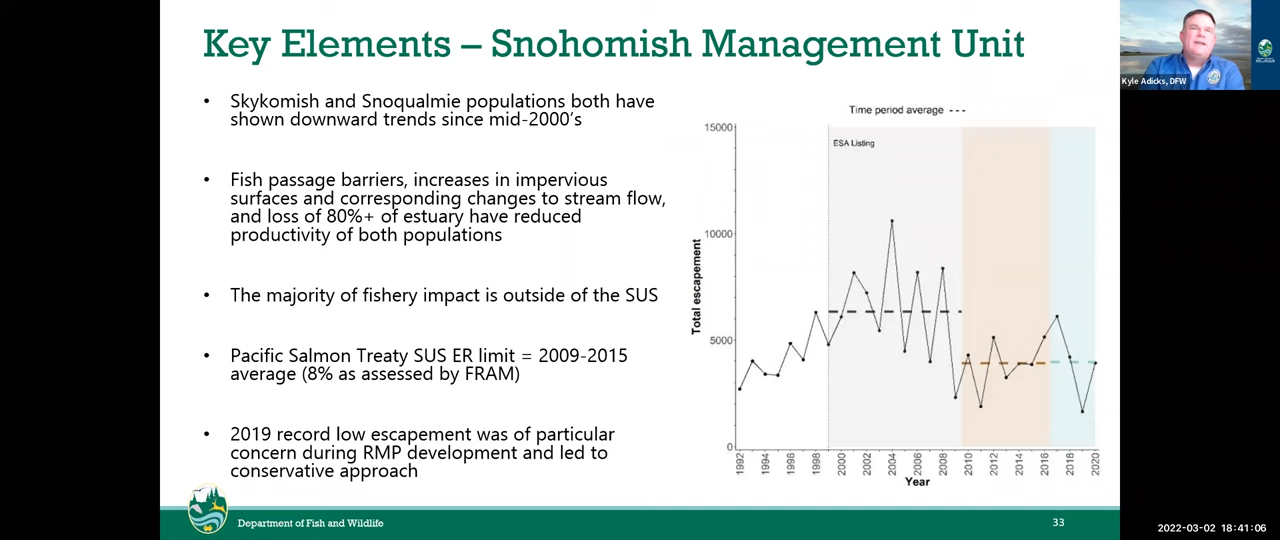 Key Elements – Snohomish Management Unit
Kyle Adicks, DFW
• Skykomish and Snoqualmie populations both have
shown downward trends since mid-2000's
• Fish passage barriers, increases in impervious
surfaces and corresponding changes to stream flow,
and loss of 80%+ of estuary have reduced
productivity of both populations
• The majority of fishery impact is outside of the SUS
• Pacific Salmon Treaty SUS ER limit = 2009-2015
average (8% as assessed by FRAM)
• 2019 record low escapement was of particular
concern during RMP development and led to
conservative approach
Time period average ---
ESA Listing
Total escapement
15000
10000
5000
0
1992
1994
1996
1998
2000
2002
2004
2006
2008
2010
2012
2014
2016
2018
2020
Year
Department of Fish and Wildlife
33
2022-03-02 18:41:06